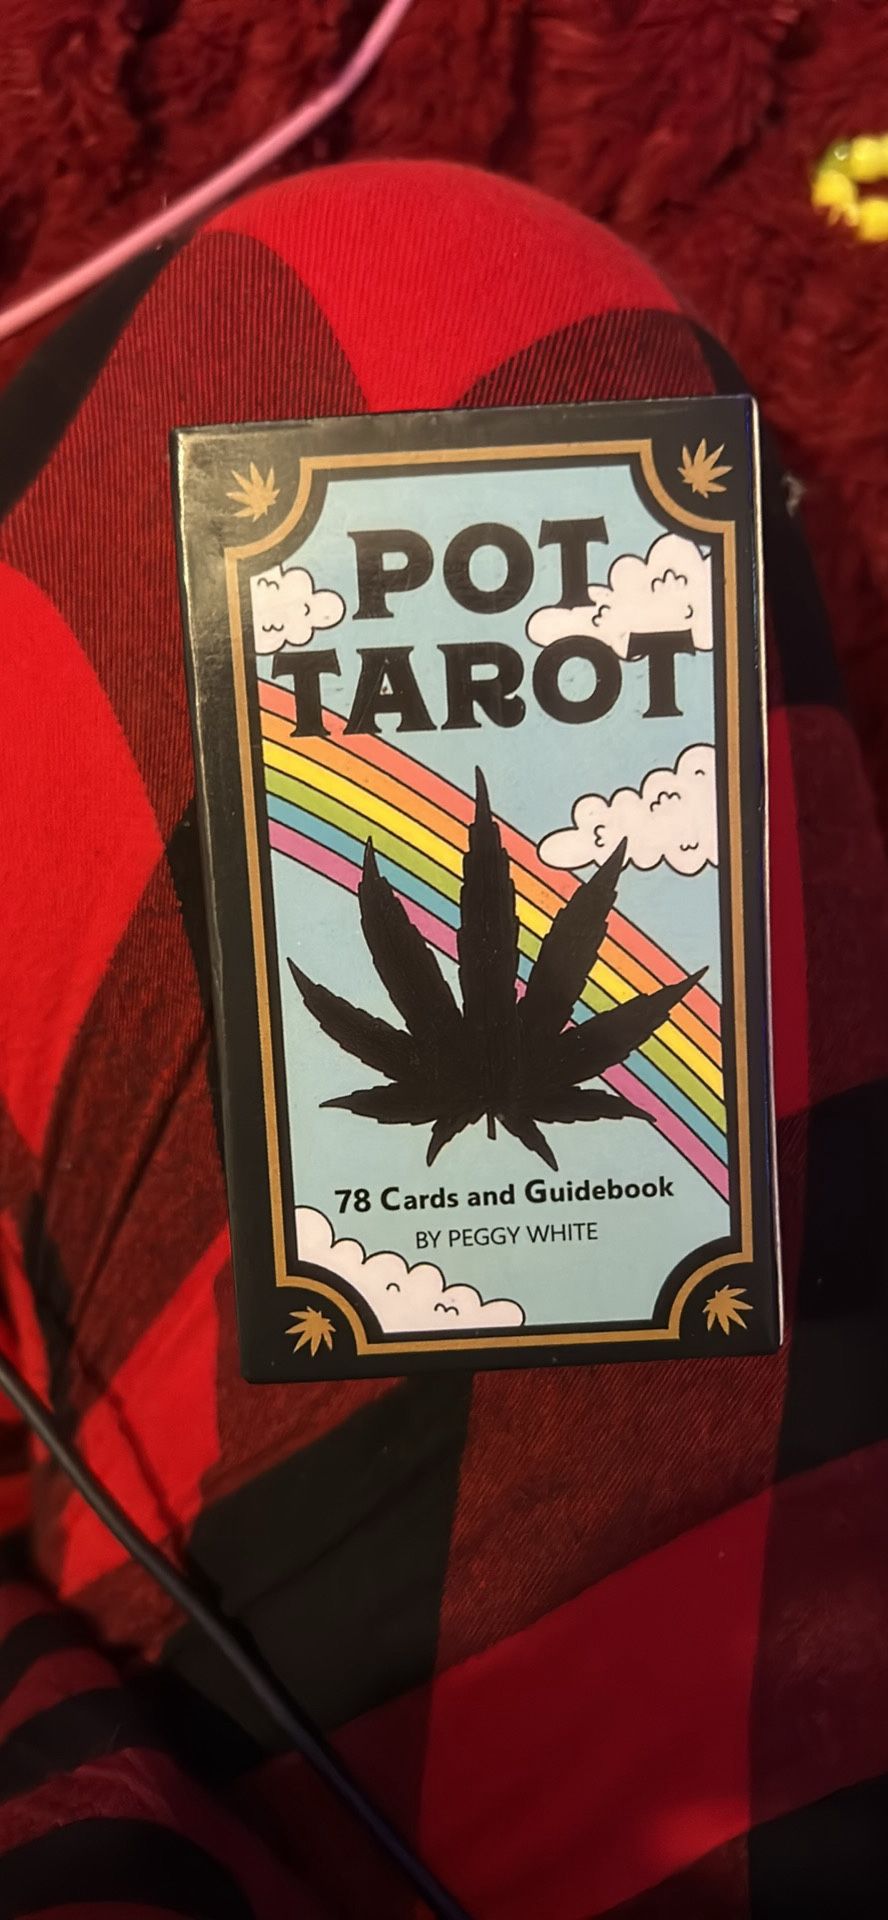 POT
TAROT
78 Cards and Guidebook
BY PEGGY WHITE